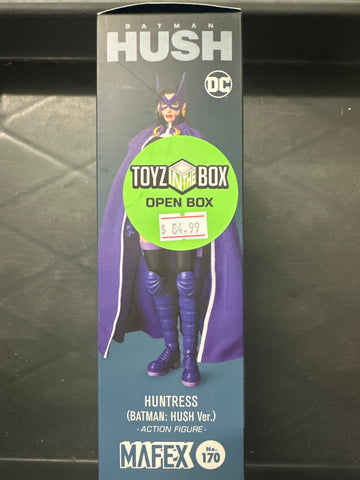 BATMAN
HUSH
DC
TOYZ IN THE BOX
OPEN BOX
$ 84.99
HUNTRESS
(BATMAN: HUSH Ver.)
-ACTION FIGURE-
MAFEX No. 170